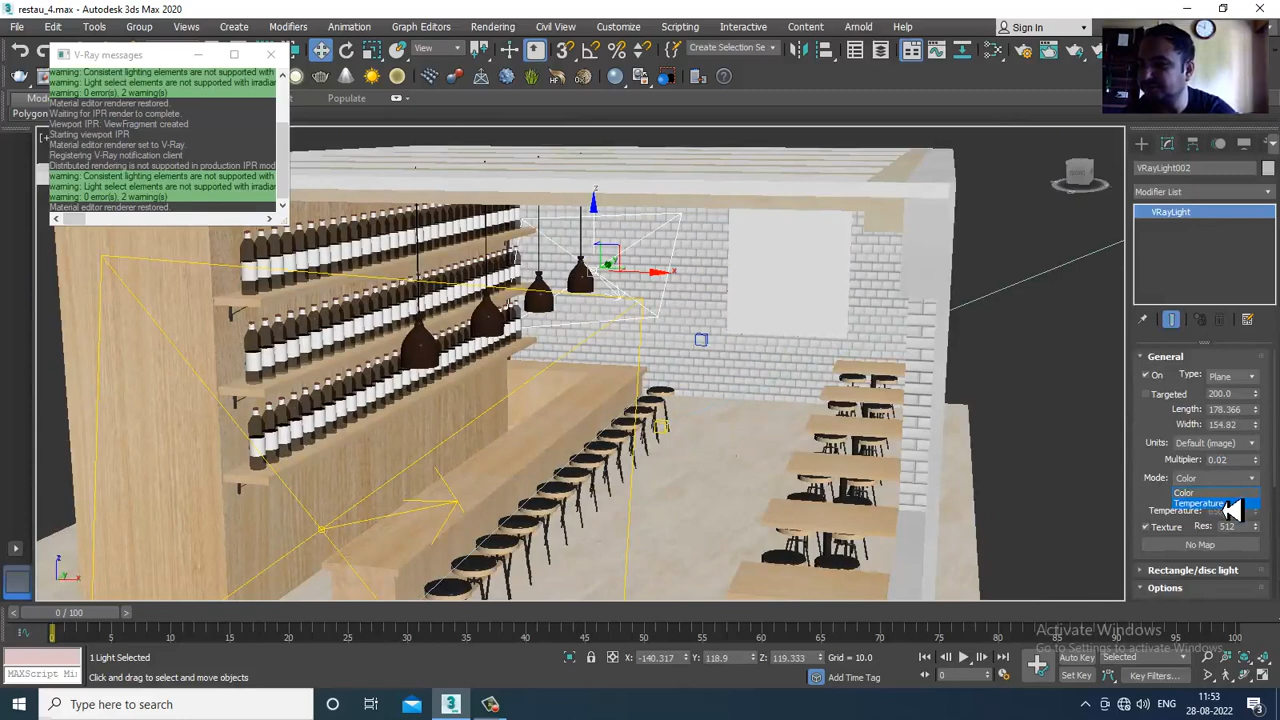 restau_4.max - Autodesk 3ds Max 2020
File Edit Tools Group Views Create Restau Animation Graph Editors Rendering Civil View Customize Scripting Interactive Content Arnold Help
Sign In
View
Create Selection Se
V-Ray messages
warning: Consistent lighting elements are not supported with
warning: Light select elements are not supported with irradian
warning: 0 error(s), 2 warning(s)
Material editor renderer restored.
Waiting for IPR render to complete.
Viewport IPR: ViewFragment created
Starting viewport IPR
Material editor renderer set to V-Ray.
Registering V-Ray notification client
Distributed rendering is not supported in production IPR mod
warning: Consistent lighting elements are not supported with
warning: Light select elements are not supported with irradian
warning: 0 error(s), 2 warning(s)
Material editor renderer restored.
Populate
Polygon
[+
z
x
y
VRayLight002
Modifier List
VRayLight
General
On Type: Plane
Targeted 200.0
Length: 178.366
Width: 154.82
Units: Default (image)
Multiplier: 0.02
Mode: Color
Color
Temperature
Temperature:
Texture Res: 512
No Map
Rectangle/disc light
Options
0 / 100
0 5 10 15 20 25 30 35 40 45 50 55 60 65 70 75 80 85 90 95 100
Activate Windows
Go to Settings to activate Windows.
1 Light Selected
X: -140.317 Y: 118.9 Z: 119.333 Grid = 10.0
Auto Key Selected
MAXScript Mi
Click and drag to select and move objects
Add Time Tag
0
Set Key Key Filters...
Type here to search
ENG
11:53
28-08-2022
3